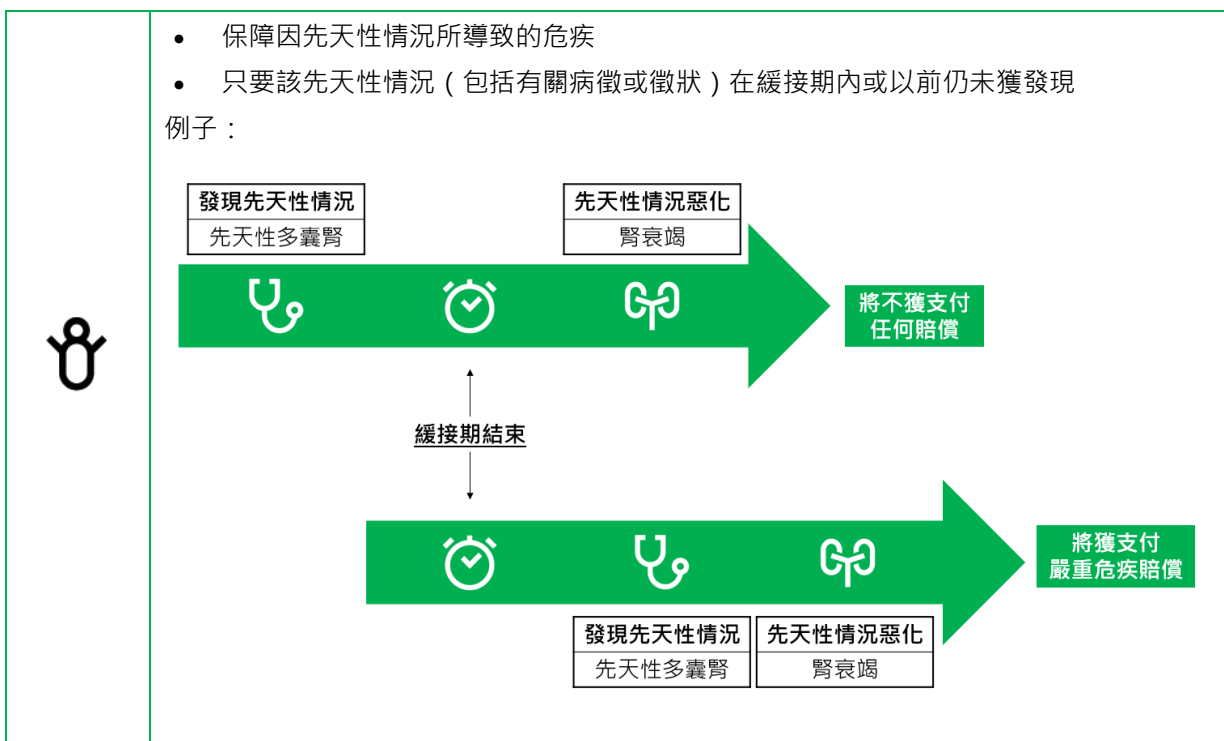 ● 保障因先天性情況所導致的危疾
● 只要該先天性情況（包括有關病徵或徵狀）在緩接期內或以前仍未獲發現
例子：
發現先天性情況
先天性多囊腎
先天性情況惡化
腎衰竭
將不獲支付
任何賠償
緩接期結束
將獲支付
嚴重危疾賠償
發現先天性情況
先天性多囊腎
先天性情況惡化
腎衰竭